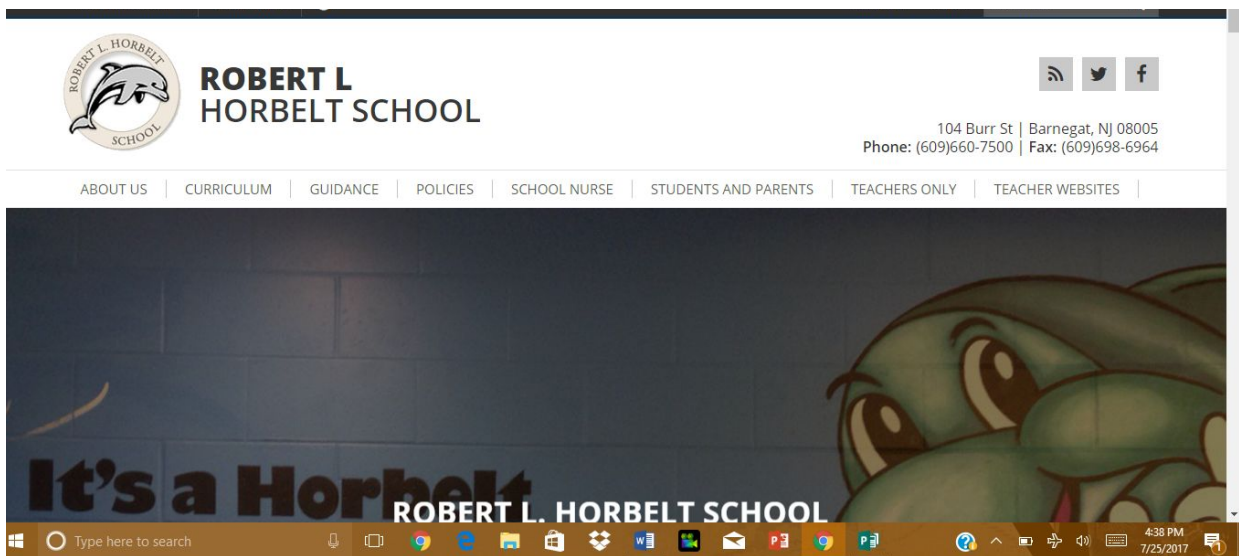 ROBERT L. HORBELT
SCHOOL
ROBERT L
HORBELT SCHOOL
104 Burr St | Barnegat, NJ 08005
Phone: (609)660-7500 | Fax: (609)698-6964
ABOUT US | CURRICULUM | GUIDANCE | POLICIES | SCHOOL NURSE | STUDENTS AND PARENTS | TEACHERS ONLY | TEACHER WEBSITES |
It's a Horbelt
ROBERT L. HORBELT SCHOOL
Type here to search
4:38 PM
7/25/2017